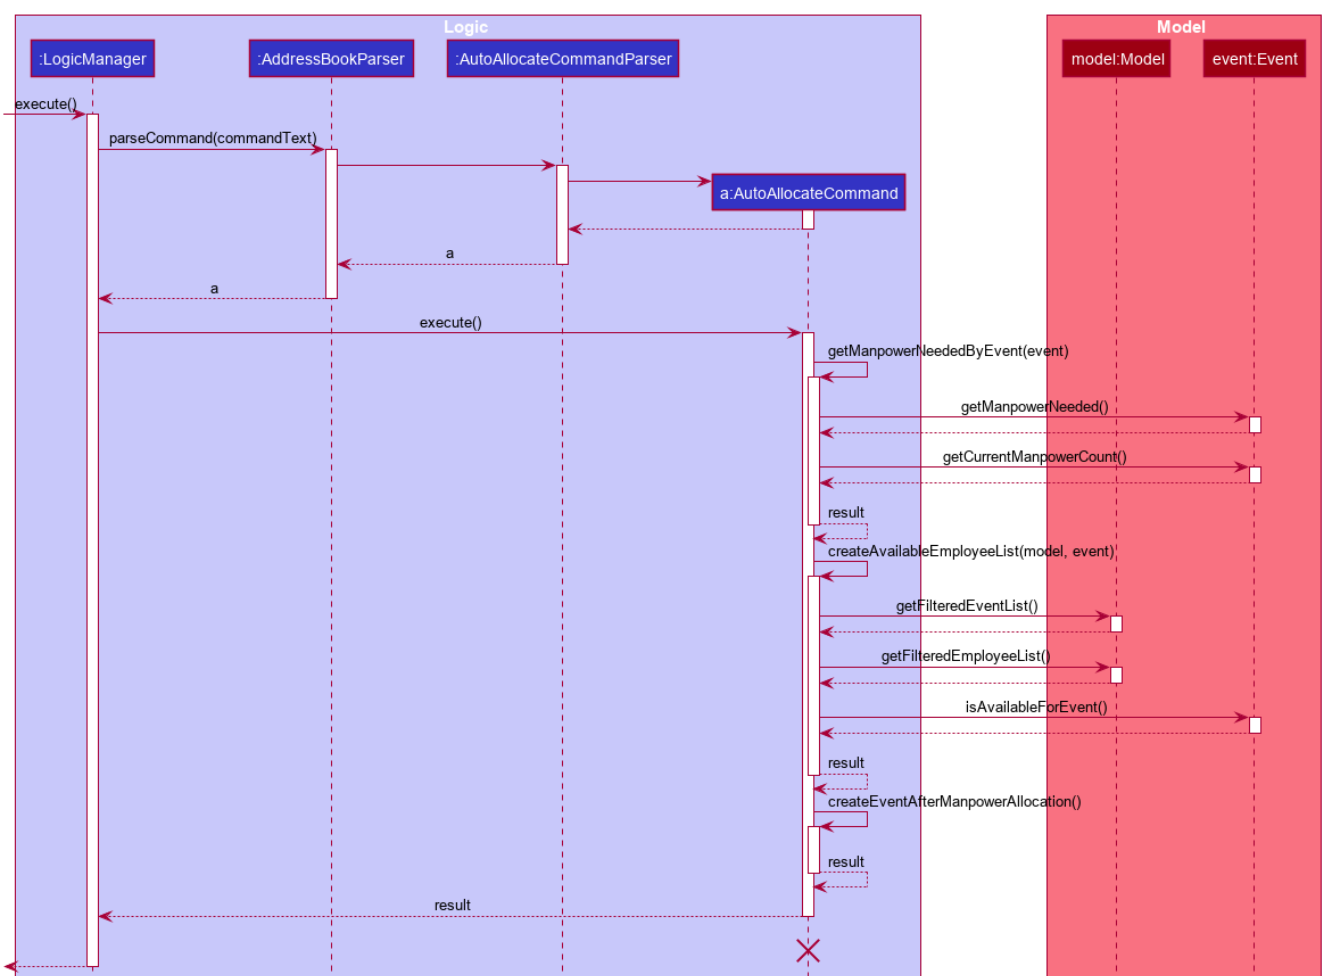 Logic
Model
:LogicManager
:AddressBookParser
:AutoAllocateCommandParser
model:Model
event:Event
execute()
parseCommand(commandText)
a:AutoAllocateCommand
a
a
execute()
getManpowerNeededByEvent(event)
getManpowerNeeded()
getCurrentManpowerCount()
result
createAvailableEmployeeList(model, event)
getFilteredEventList()
getFilteredEmployeeList()
isAvailableForEvent()
result
createEventAfterManpowerAllocation()
result
result